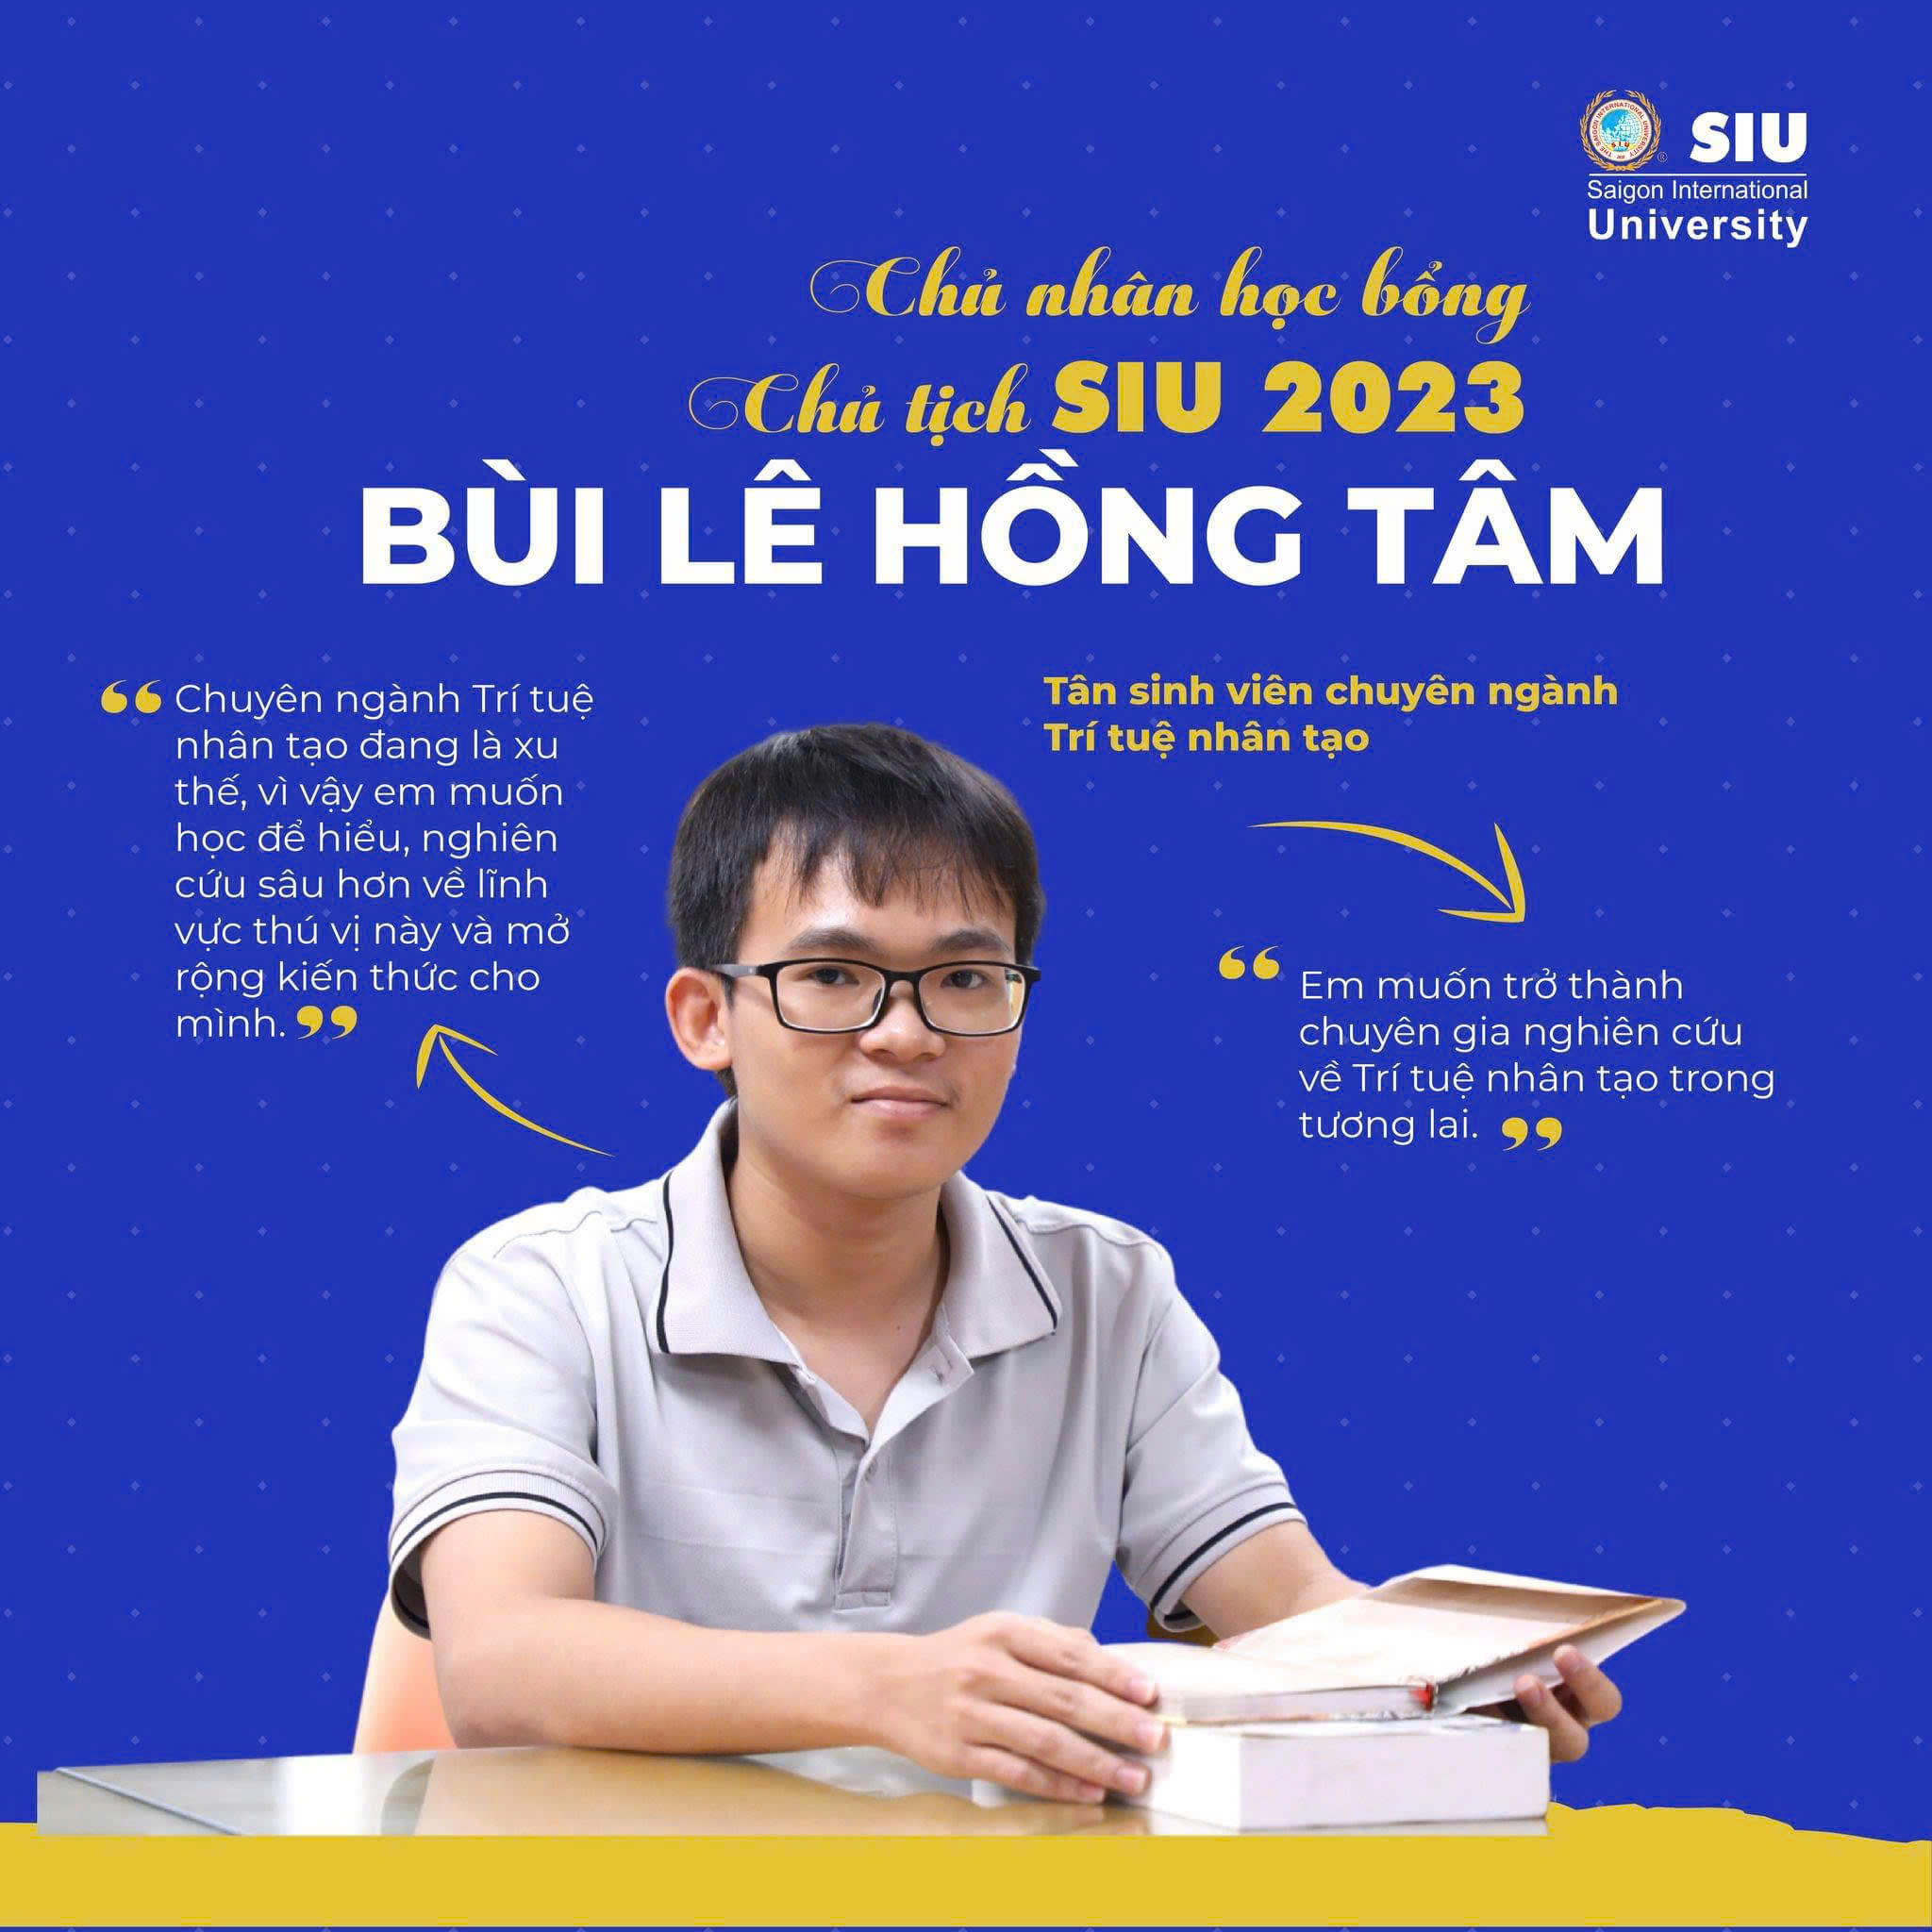 SIU
Saigon International
University
Chủ nhân học bổng
Chủ tịch SIU 2023
BÙI LÊ HỒNG TÂM
Tân sinh viên chuyên ngành
Trí tuệ nhân tạo
“ Chuyên ngành Trí tuệ
nhân tạo đang là xu
thế, vì vậy em muốn
học để hiểu, nghiên
cứu sâu hơn về lĩnh
vực thú vị này và mở
rộng kiến thức cho
mình. ”
“ Em muốn trở thành
chuyên gia nghiên cứu
về Trí tuệ nhân tạo trong
tương lai. ”